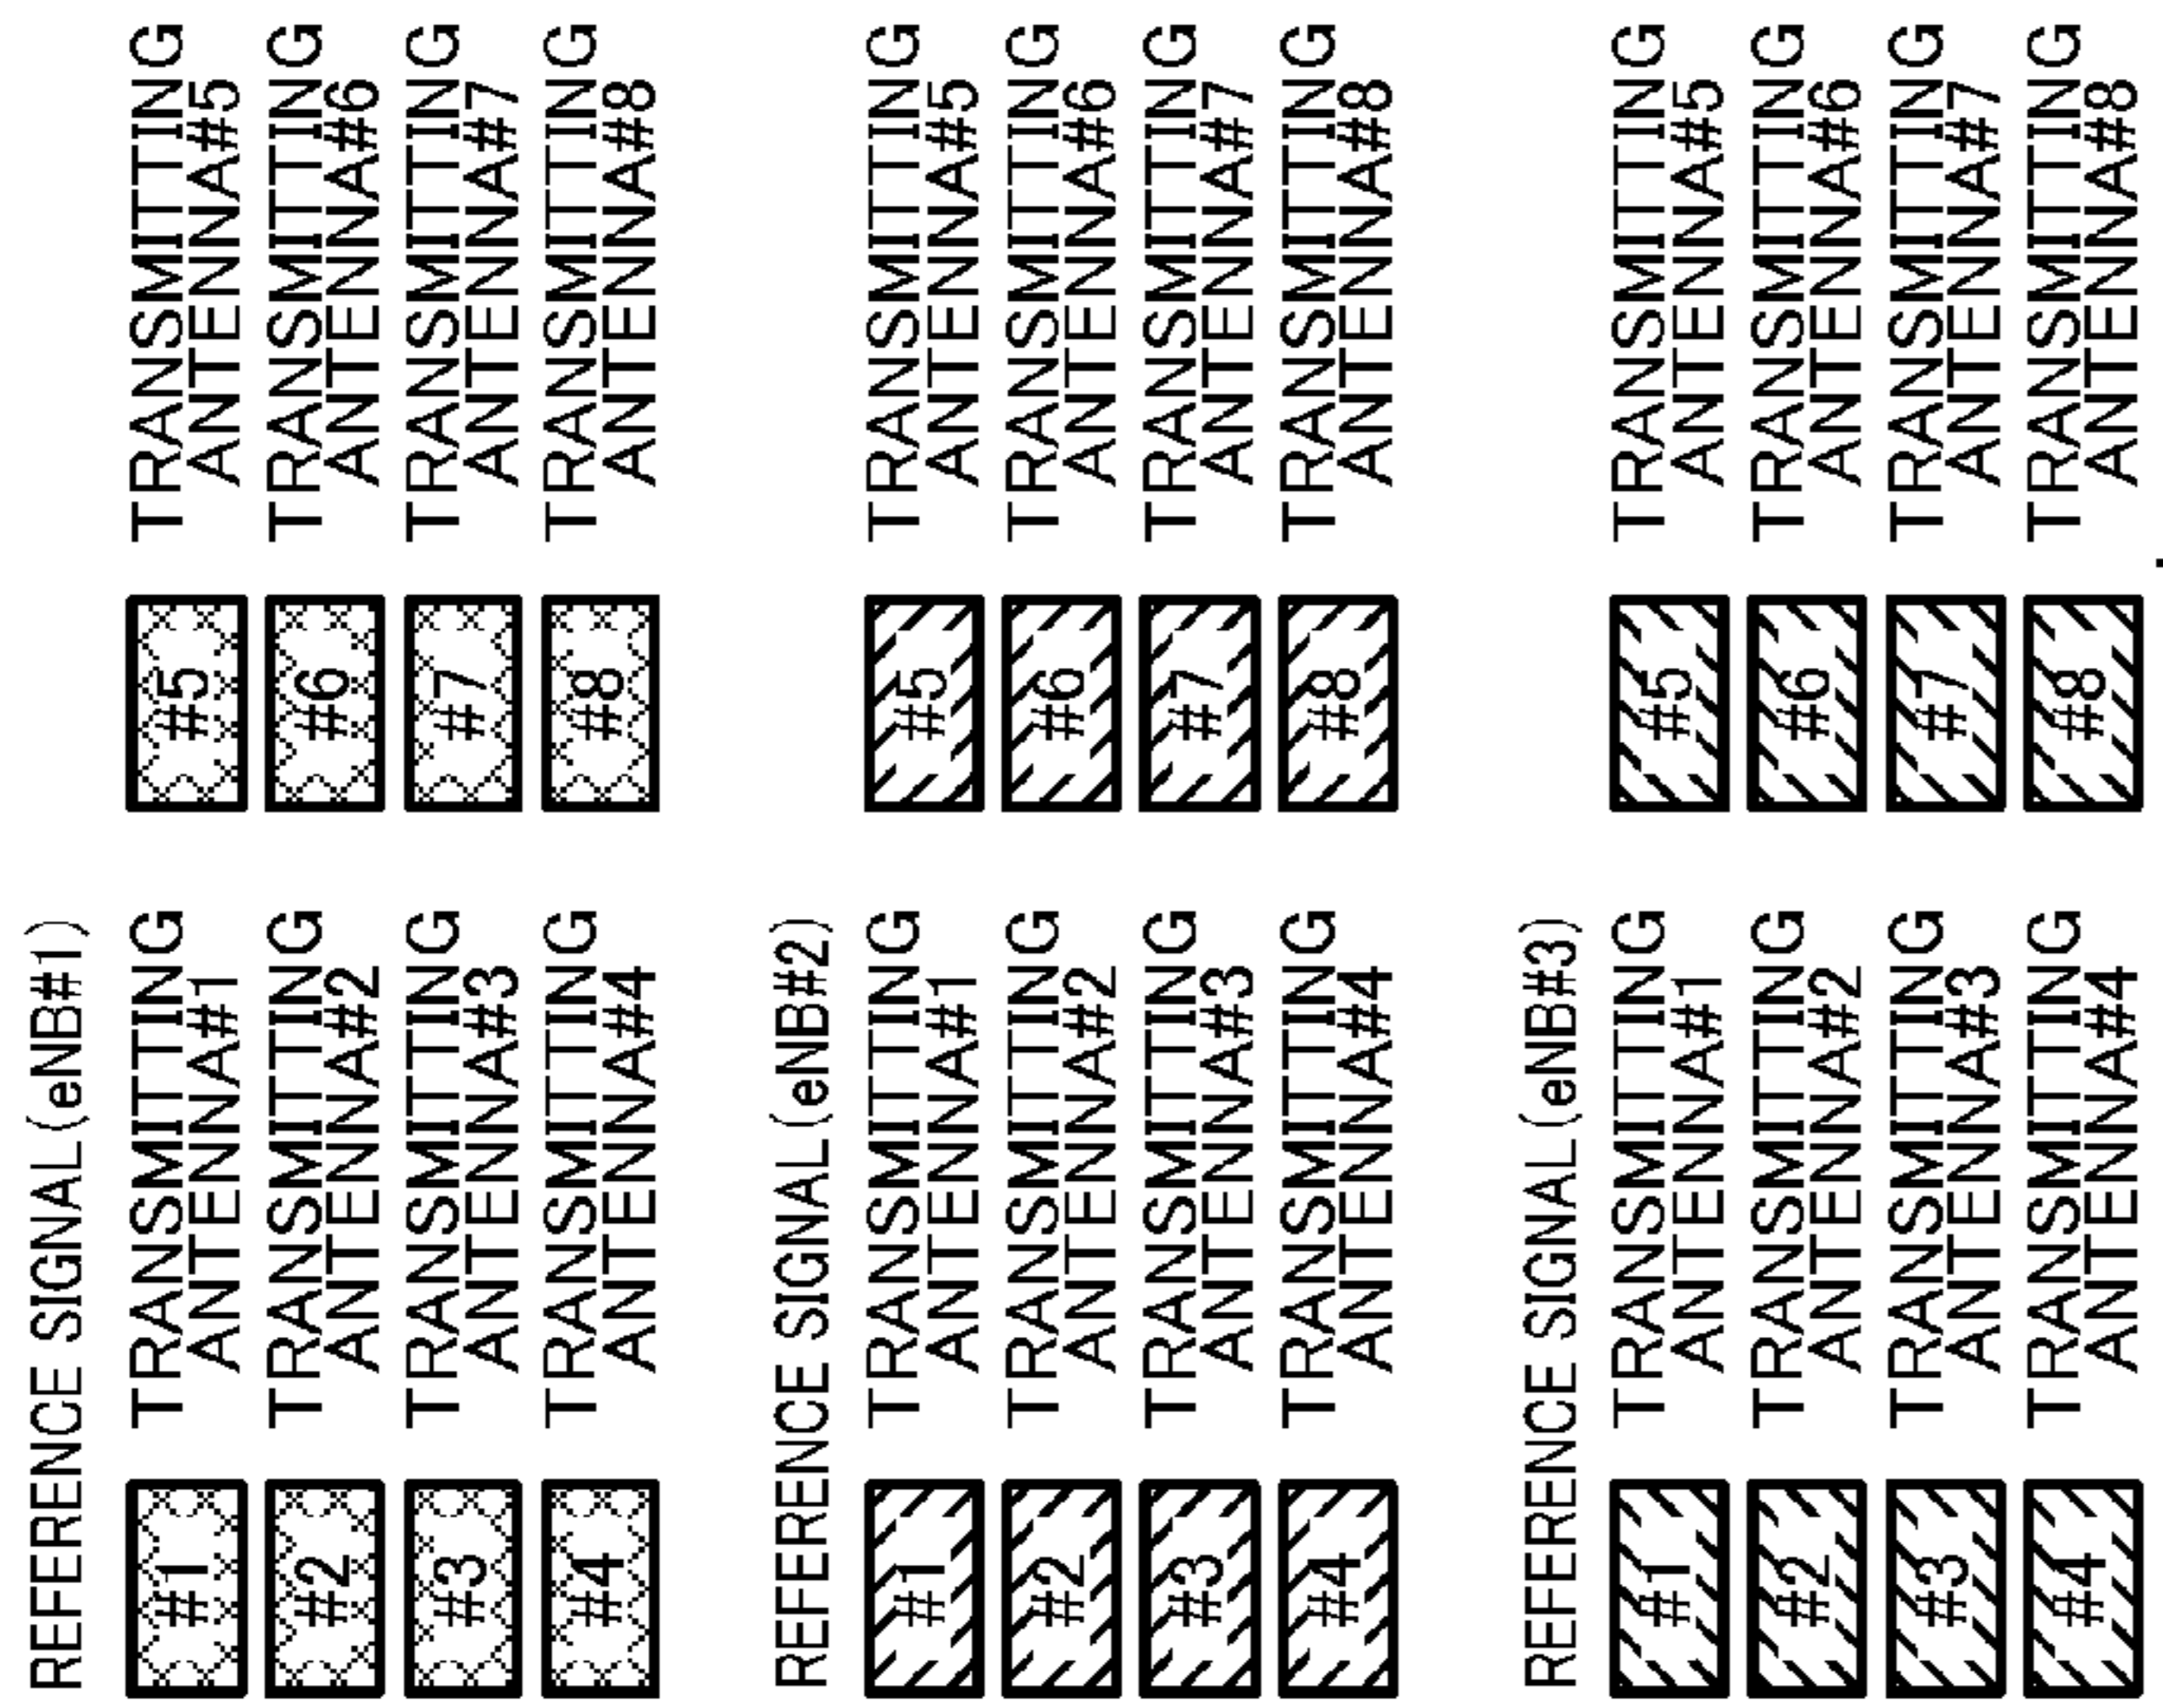 REFERENCE SIGNAL(eNB#1)
#1 TRANSMITTING ANTENNA#1
#5 TRANSMITTING ANTENNA#5
#2 TRANSMITTING ANTENNA#2
#6 TRANSMITTING ANTENNA#6
#3 TRANSMITTING ANTENNA#3
#7 TRANSMITTING ANTENNA#7
#4 TRANSMITTING ANTENNA#4
#8 TRANSMITTING ANTENNA#8
REFERENCE SIGNAL(eNB#2)
#1 TRANSMITTING ANTENNA#1
#5 TRANSMITTING ANTENNA#5
#2 TRANSMITTING ANTENNA#2
#6 TRANSMITTING ANTENNA#6
#3 TRANSMITTING ANTENNA#3
#7 TRANSMITTING ANTENNA#7
#4 TRANSMITTING ANTENNA#4
#8 TRANSMITTING ANTENNA#8
REFERENCE SIGNAL(eNB#3)
#1 TRANSMITTING ANTENNA#1
#5 TRANSMITTING ANTENNA#5
#2 TRANSMITTING ANTENNA#2
#6 TRANSMITTING ANTENNA#6
#3 TRANSMITTING ANTENNA#3
#7 TRANSMITTING ANTENNA#7
#4 TRANSMITTING ANTENNA#4
#8 TRANSMITTING ANTENNA#8